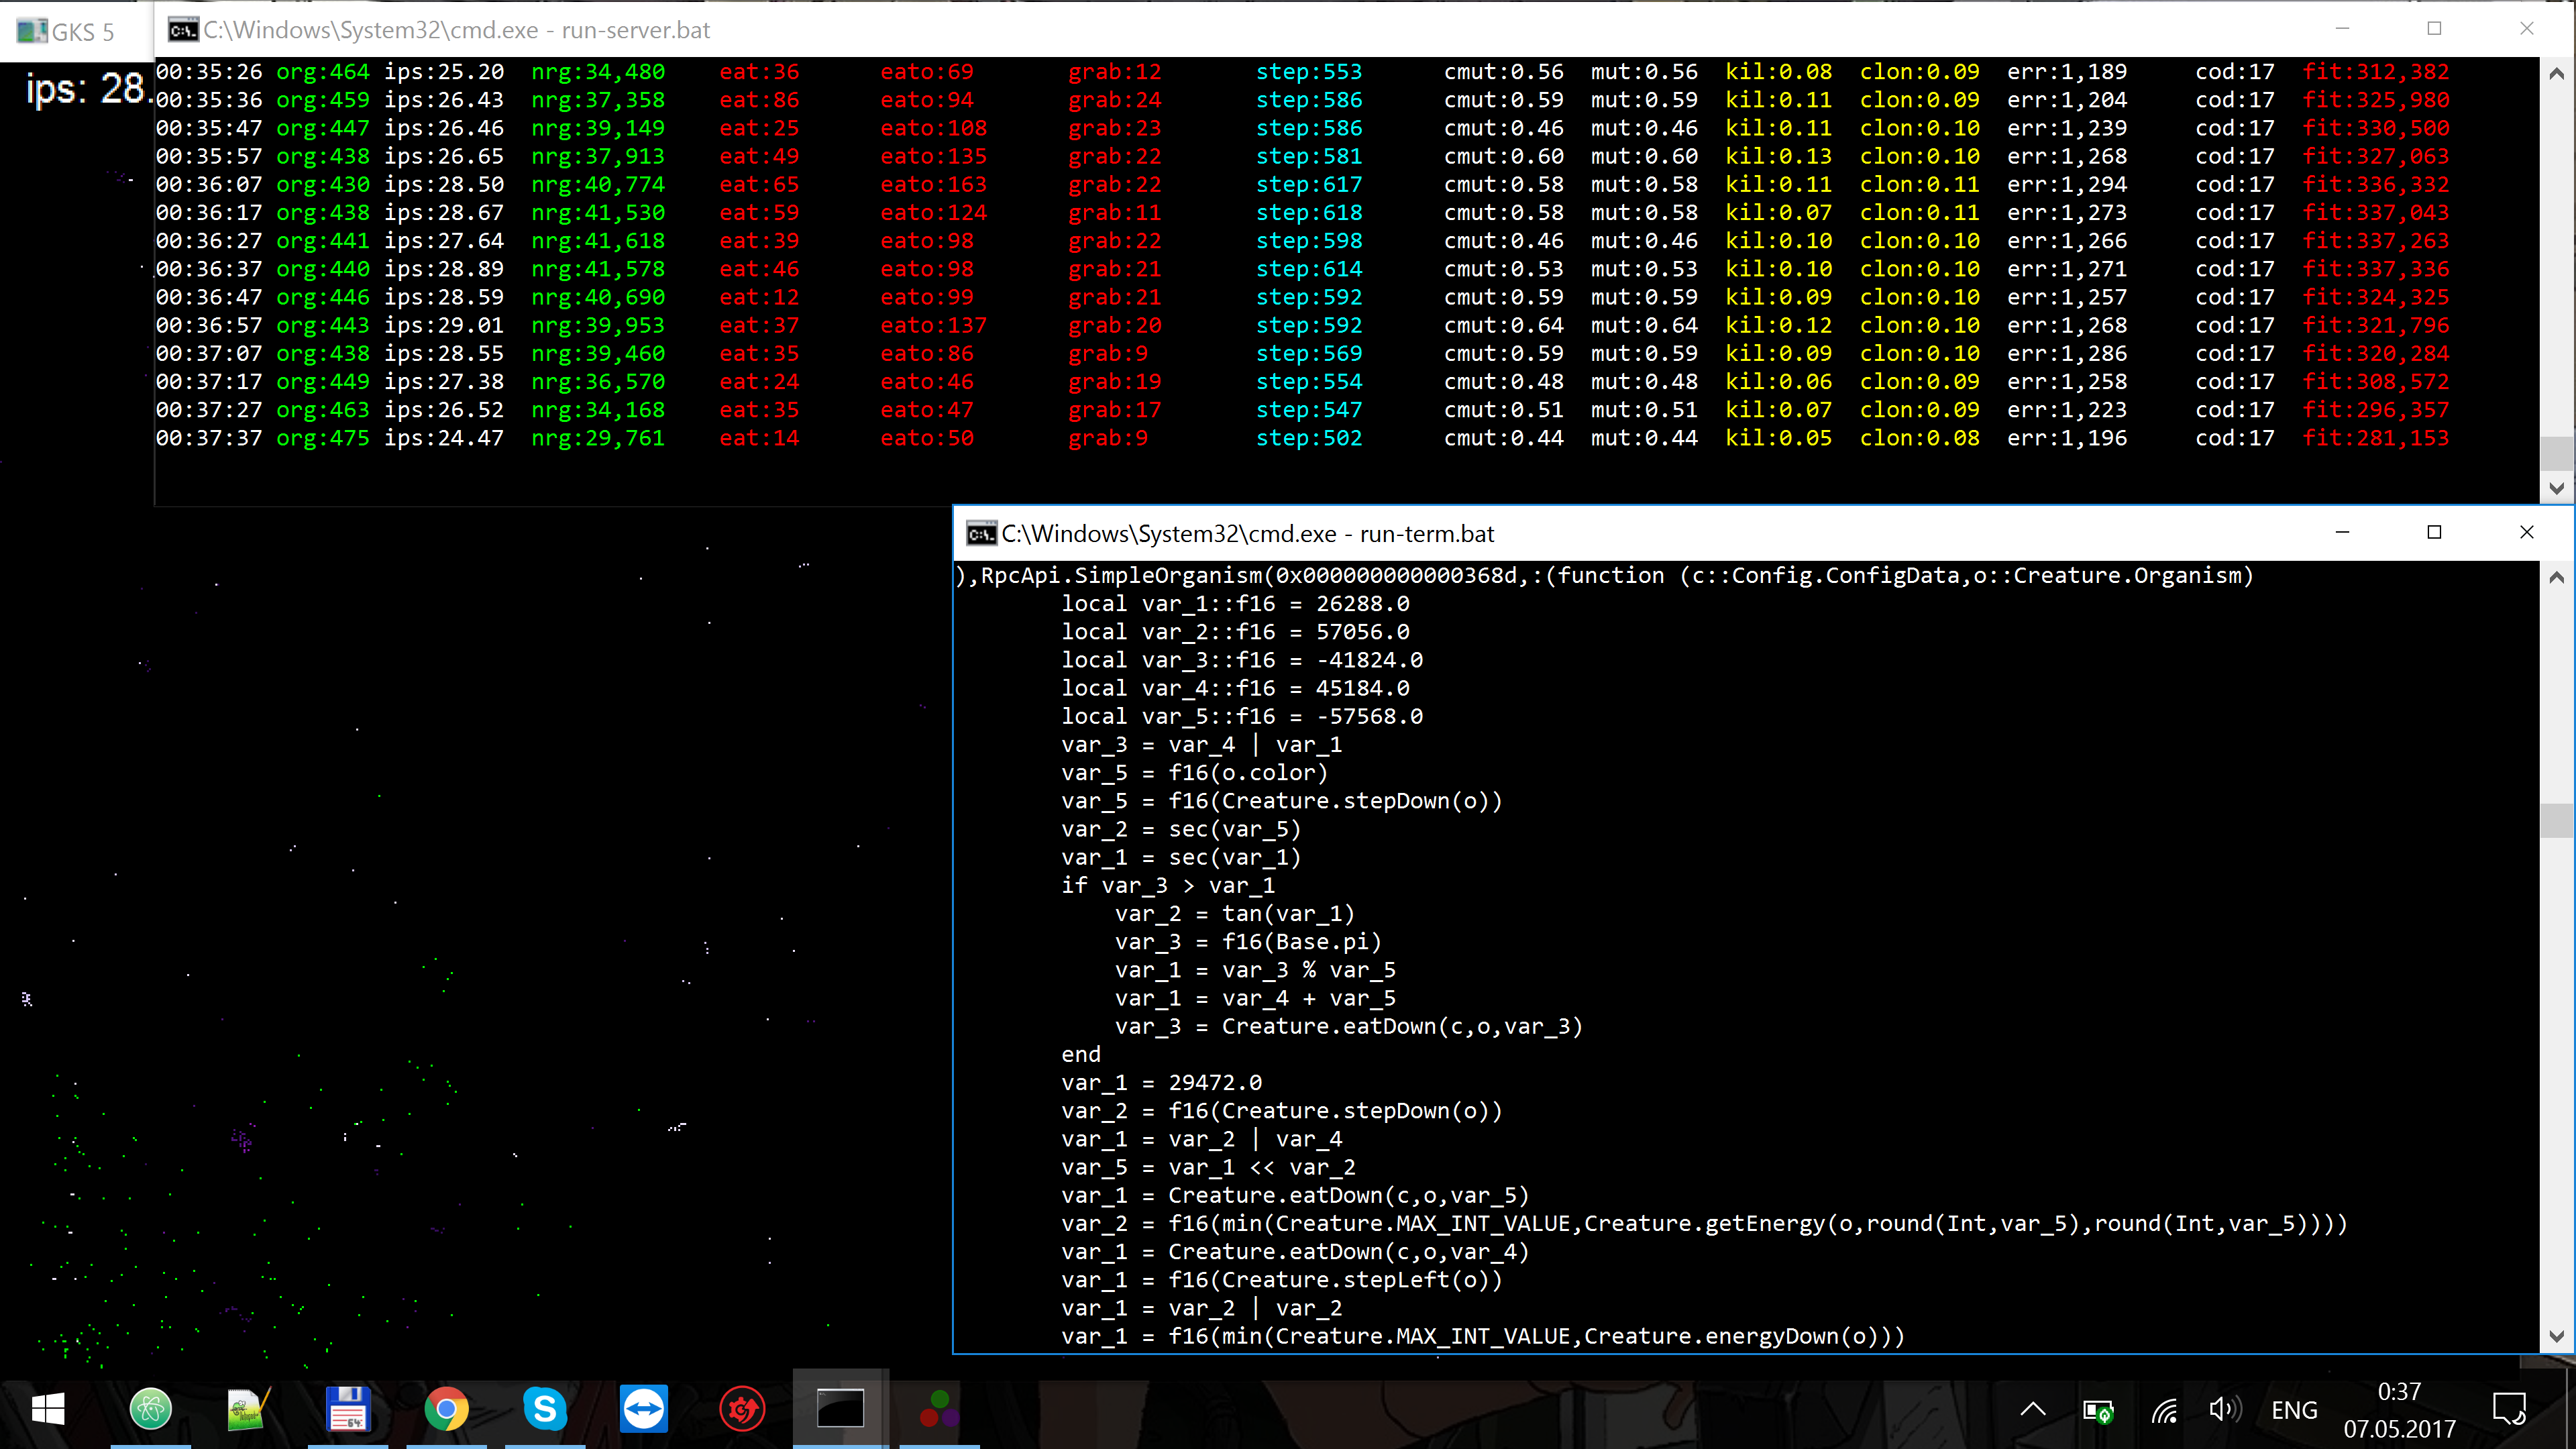 GKS 5
C:\Windows\System32\cmd.exe - run-server.bat
ips: 28.
00:35:26 org:464 ips:25.20 nrg:34,480 eat:36 eato:69 grab:12 step:553 cmut:0.56 mut:0.56 kil:0.08 clon:0.09 err:1,189 cod:17 fit:312,382
00:35:36 org:459 ips:26.43 nrg:37,358 eat:86 eato:94 grab:24 step:586 cmut:0.59 mut:0.59 kil:0.11 clon:0.09 err:1,204 cod:17 fit:325,980
00:35:47 org:447 ips:26.46 nrg:39,149 eat:25 eato:108 grab:23 step:586 cmut:0.46 mut:0.46 kil:0.11 clon:0.10 err:1,239 cod:17 fit:330,500
00:35:57 org:438 ips:26.65 nrg:37,913 eat:49 eato:135 grab:22 step:581 cmut:0.60 mut:0.60 kil:0.13 clon:0.10 err:1,268 cod:17 fit:327,063
00:36:07 org:430 ips:28.50 nrg:40,774 eat:65 eato:163 grab:22 step:617 cmut:0.58 mut:0.58 kil:0.11 clon:0.11 err:1,294 cod:17 fit:336,332
00:36:17 org:438 ips:28.67 nrg:41,530 eat:59 eato:124 grab:11 step:618 cmut:0.58 mut:0.58 kil:0.07 clon:0.11 err:1,273 cod:17 fit:337,043
00:36:27 org:441 ips:27.64 nrg:41,618 eat:39 eato:98 grab:22 step:598 cmut:0.46 mut:0.46 kil:0.10 clon:0.10 err:1,266 cod:17 fit:337,263
00:36:37 org:440 ips:28.89 nrg:41,578 eat:46 eato:98 grab:21 step:614 cmut:0.53 mut:0.53 kil:0.10 clon:0.10 err:1,271 cod:17 fit:337,336
00:36:47 org:446 ips:28.59 nrg:40,690 eat:12 eato:99 grab:21 step:592 cmut:0.59 mut:0.59 kil:0.09 clon:0.10 err:1,257 cod:17 fit:324,325
00:36:57 org:443 ips:29.01 nrg:39,953 eat:37 eato:137 grab:20 step:592 cmut:0.64 mut:0.64 kil:0.12 clon:0.10 err:1,268 cod:17 fit:321,796
00:37:07 org:438 ips:28.55 nrg:39,460 eat:35 eato:86 grab:9 step:569 cmut:0.59 mut:0.59 kil:0.09 clon:0.10 err:1,286 cod:17 fit:320,284
00:37:17 org:449 ips:27.38 nrg:36,570 eat:24 eato:46 grab:19 step:554 cmut:0.48 mut:0.48 kil:0.06 clon:0.09 err:1,258 cod:17 fit:308,572
00:37:27 org:463 ips:26.52 nrg:34,168 eat:35 eato:47 grab:17 step:547 cmut:0.51 mut:0.51 kil:0.07 clon:0.09 err:1,223 cod:17 fit:296,357
00:37:37 org:475 ips:24.47 nrg:29,761 eat:14 eato:50 grab:9 step:502 cmut:0.44 mut:0.44 kil:0.05 clon:0.08 err:1,196 cod:17 fit:281,153
C:\Windows\System32\cmd.exe - run-term.bat
),RpcApi.SimpleOrganism(0x000000000000368d,:(function (c::Config.ConfigData,o::Creature.Organism)
local var_1::f16 = 26288.0
local var_2::f16 = 57056.0
local var_3::f16 = -41824.0
local var_4::f16 = 45184.0
local var_5::f16 = -57568.0
var_3 = var_4 | var_1
var_5 = f16(o.color)
var_5 = f16(Creature.stepDown(o))
var_2 = sec(var_5)
var_1 = sec(var_1)
if var_3 > var_1
var_2 = tan(var_1)
var_3 = f16(Base.pi)
var_1 = var_3 % var_5
var_1 = var_4 + var_5
var_3 = Creature.eatDown(c,o,var_3)
end
var_1 = 29472.0
var_2 = f16(Creature.stepDown(o))
var_1 = var_2 | var_4
var_5 = var_1 << var_2
var_1 = Creature.eatDown(c,o,var_5)
var_2 = f16(min(Creature.MAX_INT_VALUE,Creature.getEnergy(o,round(Int,var_5),round(Int,var_5))))
var_1 = Creature.eatDown(c,o,var_4)
var_1 = f16(Creature.stepLeft(o))
var_1 = var_2 | var_2
var_1 = f16(min(Creature.MAX_INT_VALUE,Creature.energyDown(o)))
64
ENG
0:37
07.05.2017